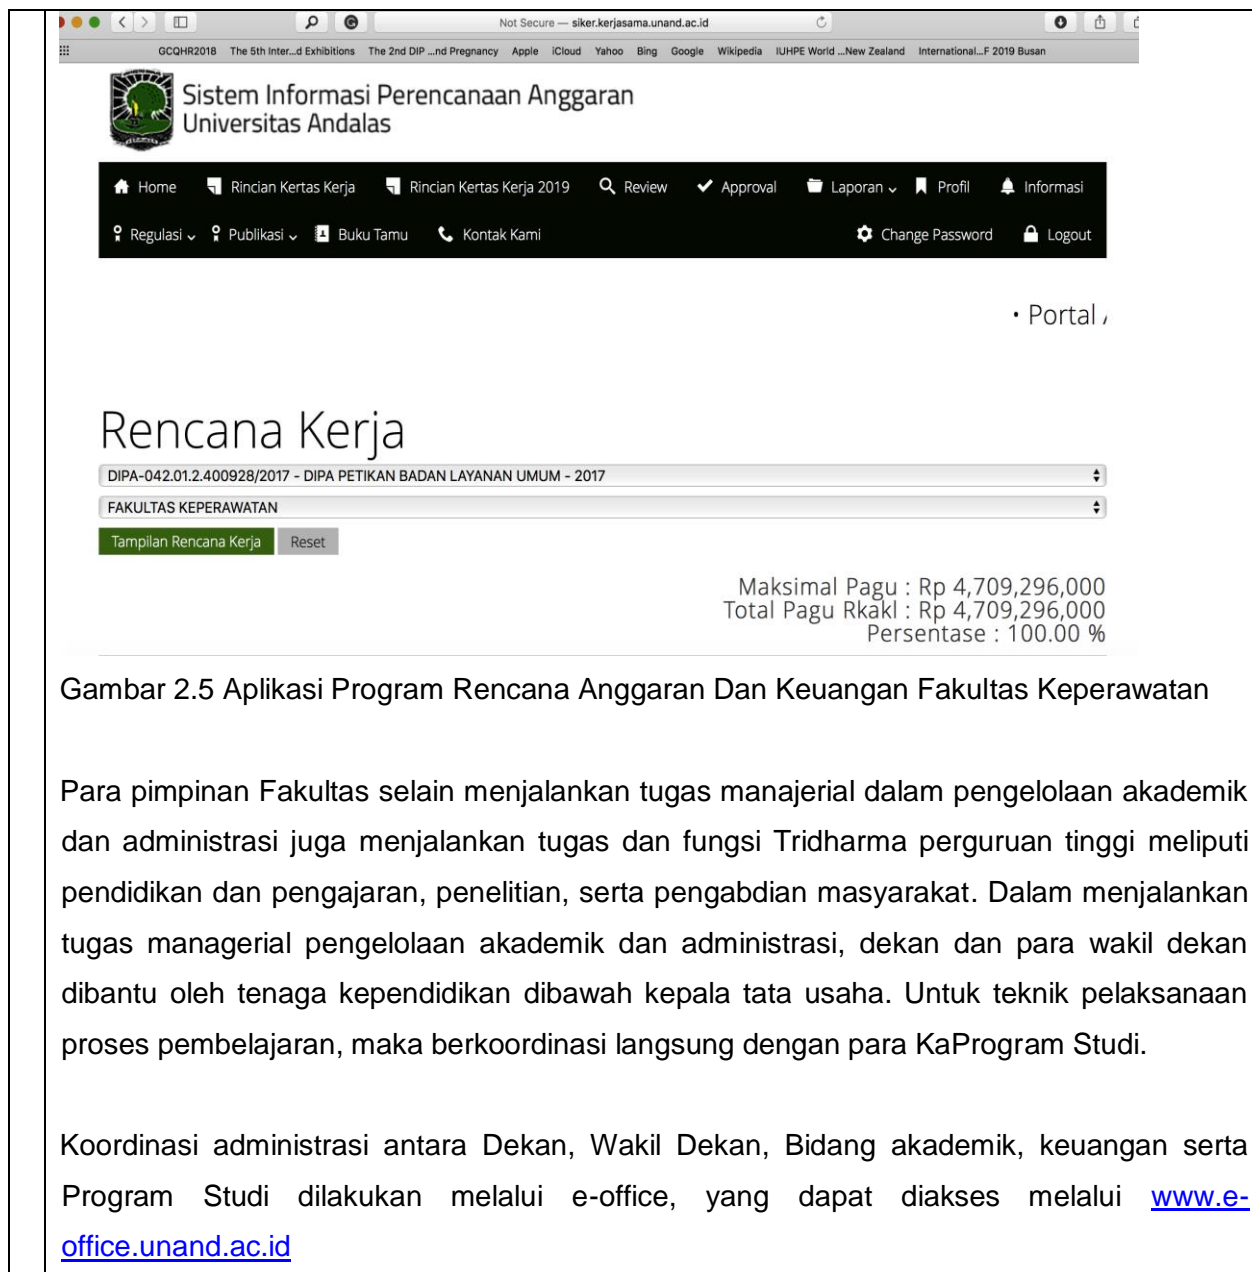 Not Secure — siker.kerjasama.unand.ac.id
GCQHR2018 The 5th Inter...d Exhibitions The 2nd DIP ...nd Pregnancy Apple iCloud Yahoo Bing Google Wikipedia IUHPE World ...New Zealand International...F 2019 Busan
Sistem Informasi Perencanaan Anggaran
Universitas Andalas
Home Rincian Kertas Kerja Rincian Kertas Kerja 2019 Review Approval Laporan Profil Informasi
Regulasi Publikasi Buku Tamu Kontak Kami Change Password Logout
• Portal
Rencana Kerja
DIPA-042.01.2.400928/2017 - DIPA PETIKAN BADAN LAYANAN UMUM - 2017
FAKULTAS KEPERAWATAN
Tampilan Rencana Kerja Reset
Maksimal Pagu : Rp 4,709,296,000
Total Pagu Rkakl : Rp 4,709,296,000
Persentase : 100.00 %
Gambar 2.5 Aplikasi Program Rencana Anggaran Dan Keuangan Fakultas Keperawatan
Para pimpinan Fakultas selain menjalankan tugas manajerial dalam pengelolaan akademik
dan administrasi juga menjalankan tugas dan fungsi Tridharma perguruan tinggi meliputi
pendidikan dan pengajaran, penelitian, serta pengabdian masyarakat. Dalam menjalankan
tugas managerial pengelolaan akademik dan administrasi, dekan dan para wakil dekan
dibantu oleh tenaga kependidikan dibawah kepala tata usaha. Untuk teknik pelaksanaan
proses pembelajaran, maka berkoordinasi langsung dengan para KaProgram Studi.
Koordinasi administrasi antara Dekan, Wakil Dekan, Bidang akademik, keuangan serta
Program Studi dilakukan melalui e-office, yang dapat diakses melalui www.e-
office.unand.ac.id